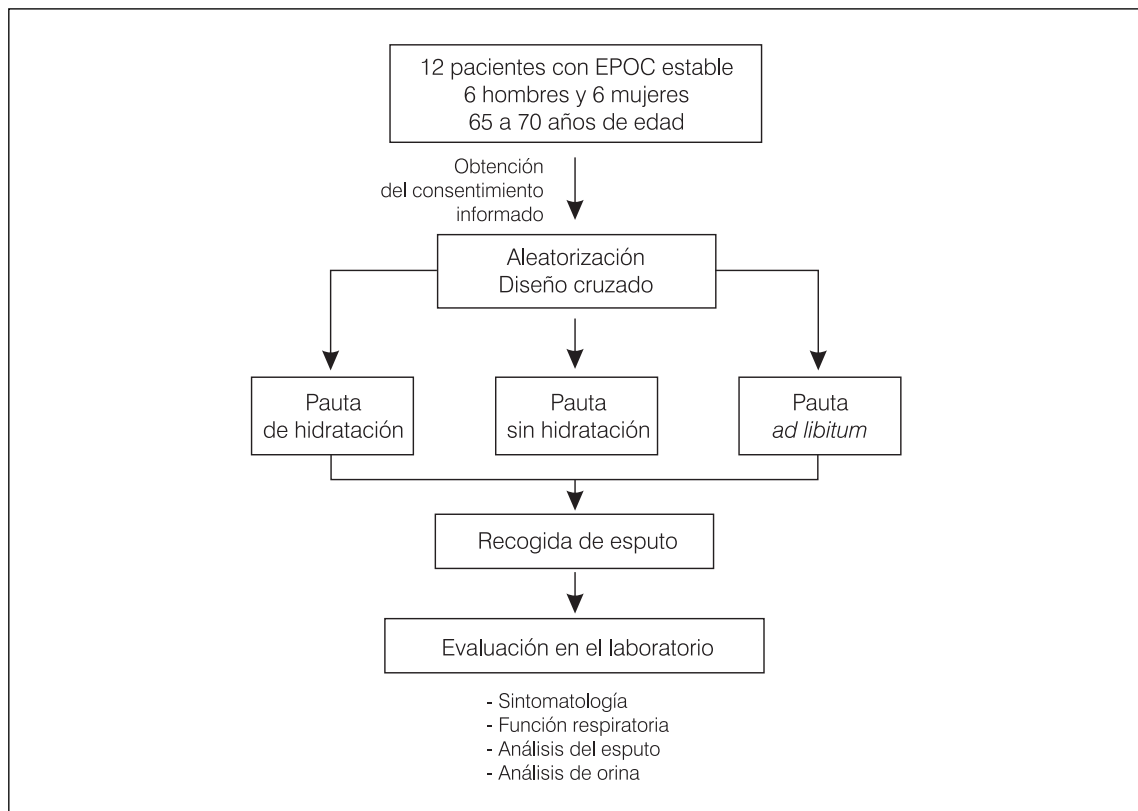 12 pacientes con EPOC estable
6 hombres y 6 mujeres
65 a 70 años de edad
Obtención
del consentimiento
informado
Aleatorización
Diseño cruzado
Pauta
de hidratación
Pauta
sin hidratación
Pauta
ad libitum
Recogida de esputo
Evaluación en el laboratorio
- Sintomatología
- Función respiratoria
- Análisis del esputo
- Análisis de orina